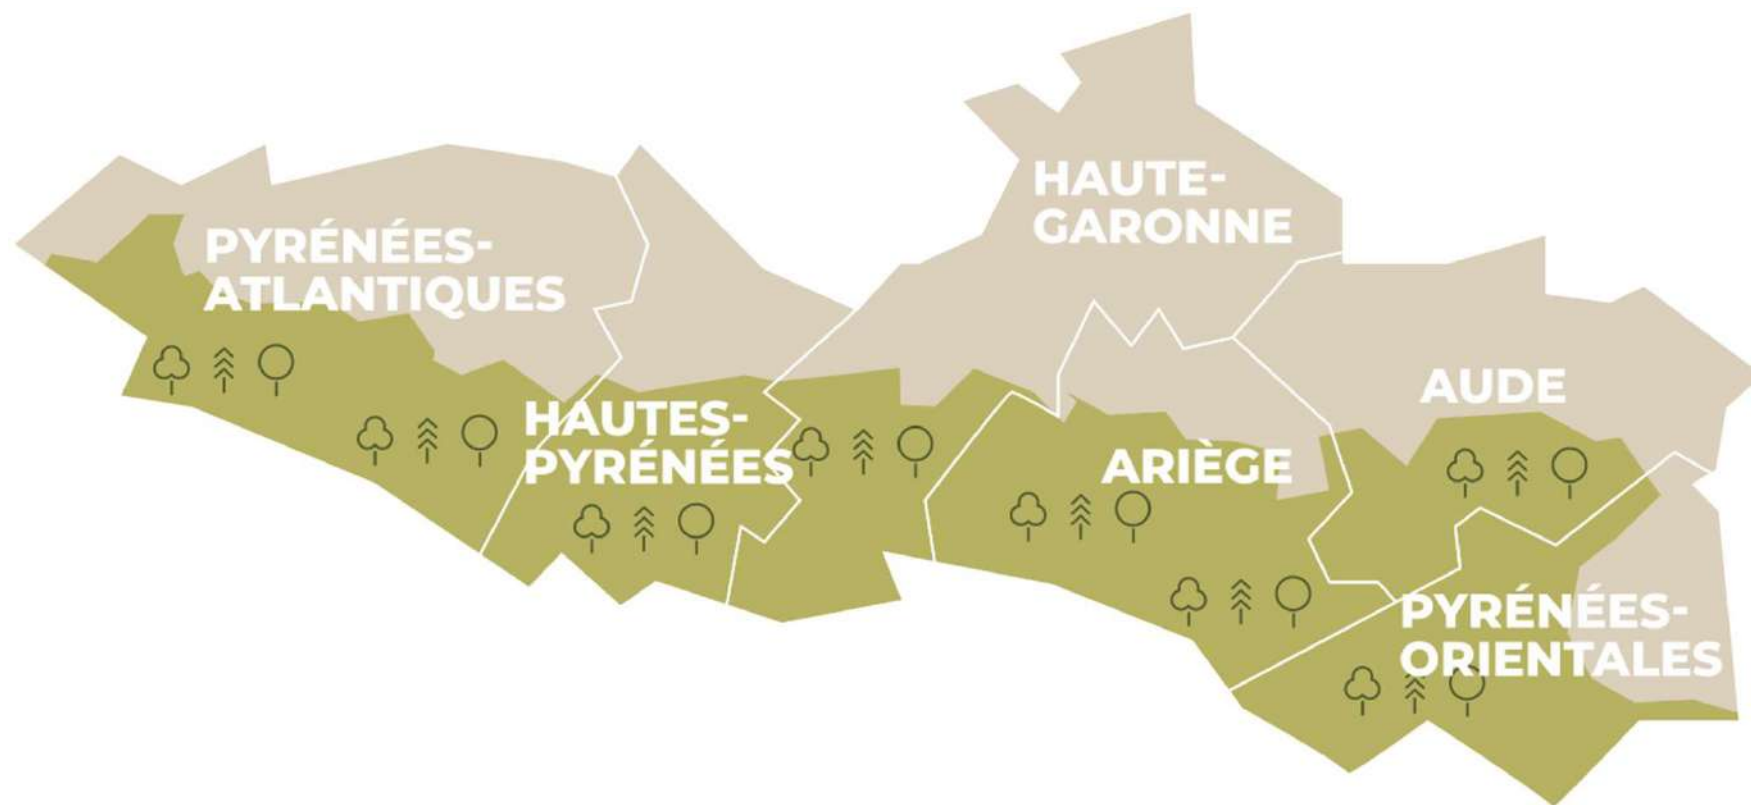 PYRÉNÉES-
ATLANTIQUES
HAUTES-
PYRÉNÉES
HAUTE-
GARONNE
ARIÈGE
AUDE
PYRÉNÉES-
ORIENTALES